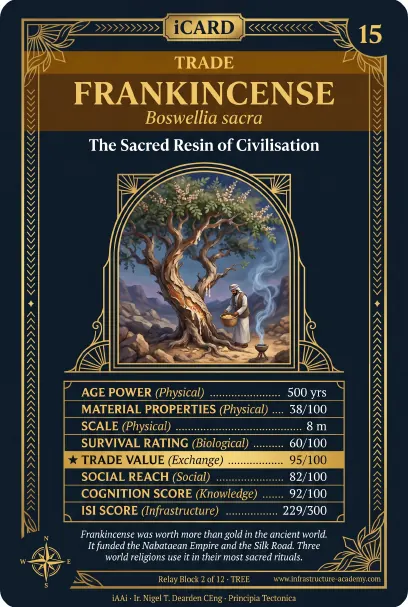 iCARD
15
TRADE
FRANKINCENSE
Boswellia sacra
The Sacred Resin of Civilisation
AGE POWER (Physical) ........................ 500 yrs
MATERIAL PROPERTIES (Physical) .... 38/100
SCALE (Physical) .......................................... 8 m
SURVIVAL RATING (Biological) ......... 60/100
★ TRADE VALUE (Exchange) ................ 95/100
SOCIAL REACH (Social) ....................... 82/100
COGNITION SCORE (Knowledge) ...... 92/100
ISI SCORE (Infrastructure) ................. 229/300
Frankincense was worth more than gold in the ancient world.
It funded the Nabataean Empire and the Silk Road. Three
world religions use it in their most sacred rituals.
N
W
E
S
Relay Block 2 of 12 · TREE
www.infrastructure-academy.com
iAAi · Ir. Nigel T. Dearden CEng · Principia Tectonica